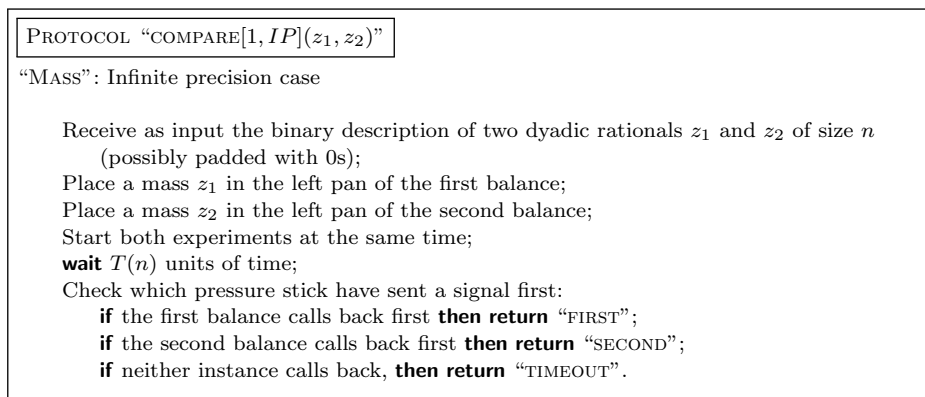 PROTOCOL “COMPARE[1, IP](z1, z2)”
“MASS”: Infinite precision case
Receive as input the binary description of two dyadic rationals z1 and z2 of size n
(possibly padded with 0s);
Place a mass z1 in the left pan of the first balance;
Place a mass z2 in the left pan of the second balance;
Start both experiments at the same time;
wait T(n) units of time;
Check which pressure stick have sent a signal first:
if the first balance calls back first then return “FIRST”;
if the second balance calls back first then return “SECOND”;
if neither instance calls back, then return “TIMEOUT”.